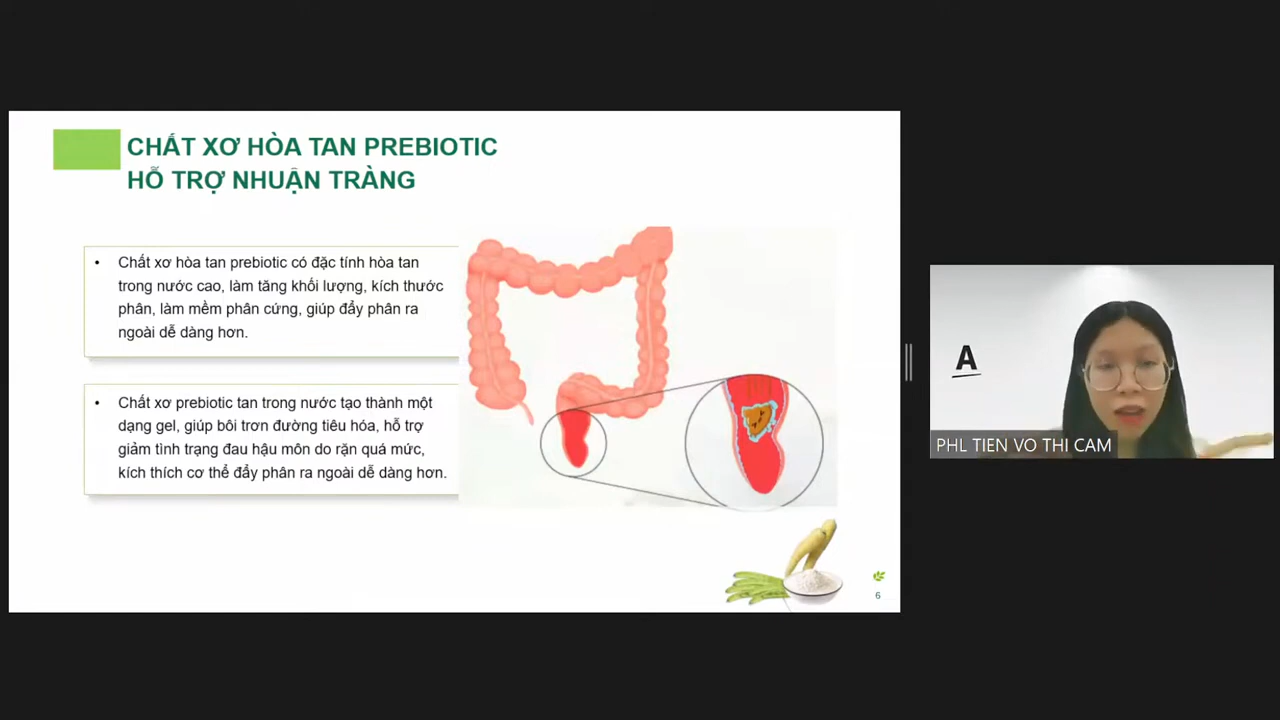 CHẤT XƠ HÒA TAN PREBIOTIC
HỖ TRỢ NHUẬN TRÀNG
• Chất xơ hòa tan prebiotic có đặc tính hòa tan
trong nước cao, làm tăng khối lượng, kích thước
phân, làm mềm phân cứng, giúp đẩy phân ra
ngoài dễ dàng hơn.
• Chất xơ prebiotic tan trong nước tạo thành một
dạng gel, giúp bôi trơn đường tiêu hóa, hỗ trợ
giảm tình trạng đau hậu môn do rặn quá mức,
kích thích cơ thể đẩy phân ra ngoài dễ dàng hơn.
6
A
PHL TIEN VO THI CAM